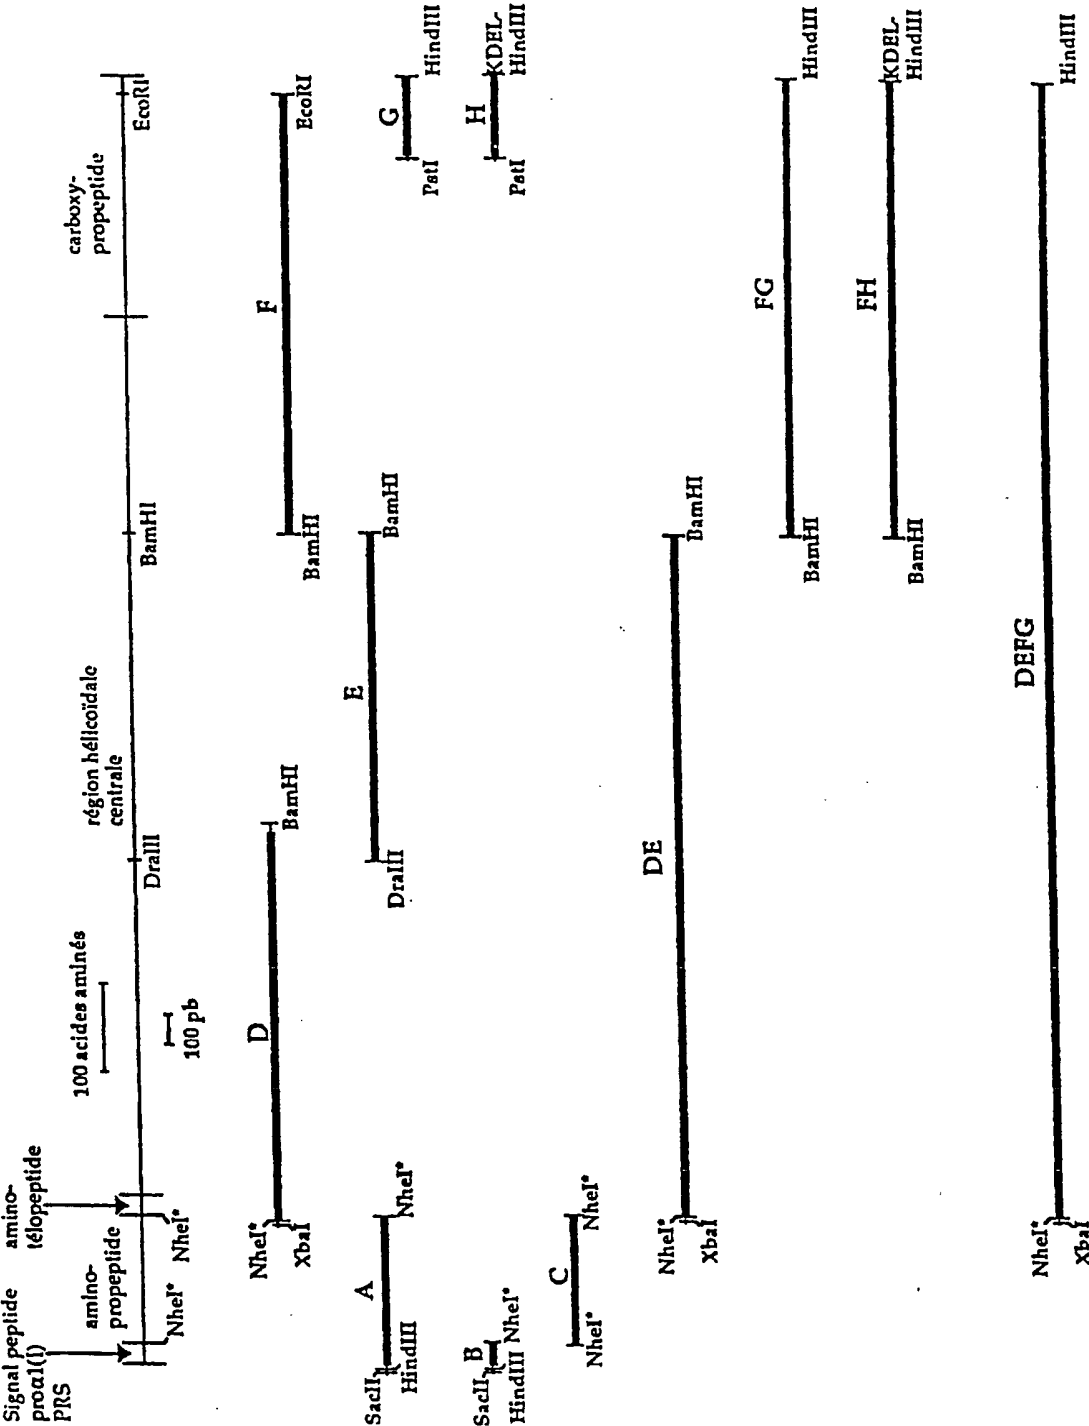 Signal peptide
proα1(I)
PRS
amino-
télopeptide
amino-
propeptide
NheI*
NheI*
100 acides aminés
100 pb
région hélicoïdale
centrale
DraIII
BamHI
carboxy-
propeptide
EcoRI
NheI*
XbaI
D
BamHI
BamHI
F
EcoRI
SacII
HindIII
A
NheI*
DraIII
E
BamHI
PstI
G
HindIII
SacII
HindIII
B
NheI*
PstI
H
KDEL-
HindIII
NheI*
C
NheI*
NheI*
XbaI
DE
BamHI
BamHI
FG
HindIII
BamHI
FH
KDEL-
HindIII
NheI*
XbaI
DEFG
HindIII